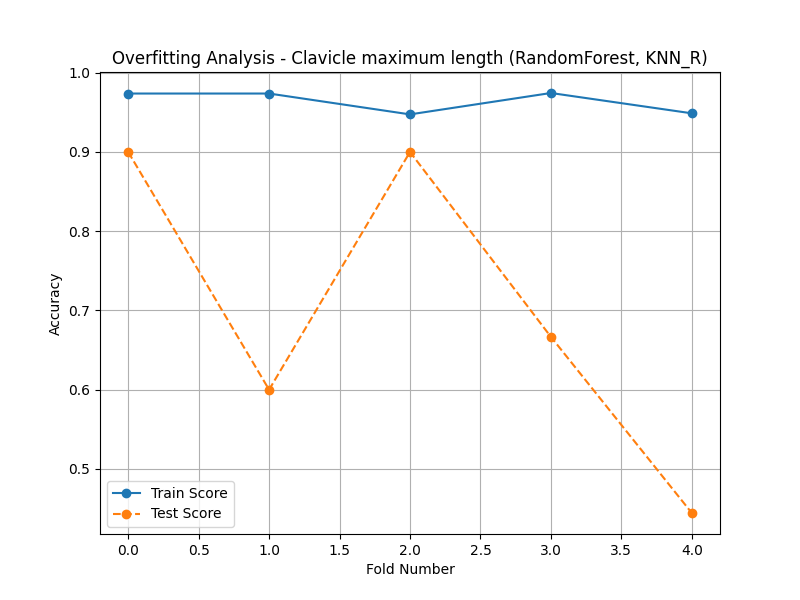 Overfitting Analysis - Clavicle maximum length (RandomForest, KNN_R)
1.0
0.9
0.8
0.7
0.6
0.5
Accuracy
Train Score
Test Score
0.0 0.5 1.0 1.5 2.0 2.5 3.0 3.5 4.0
Fold Number